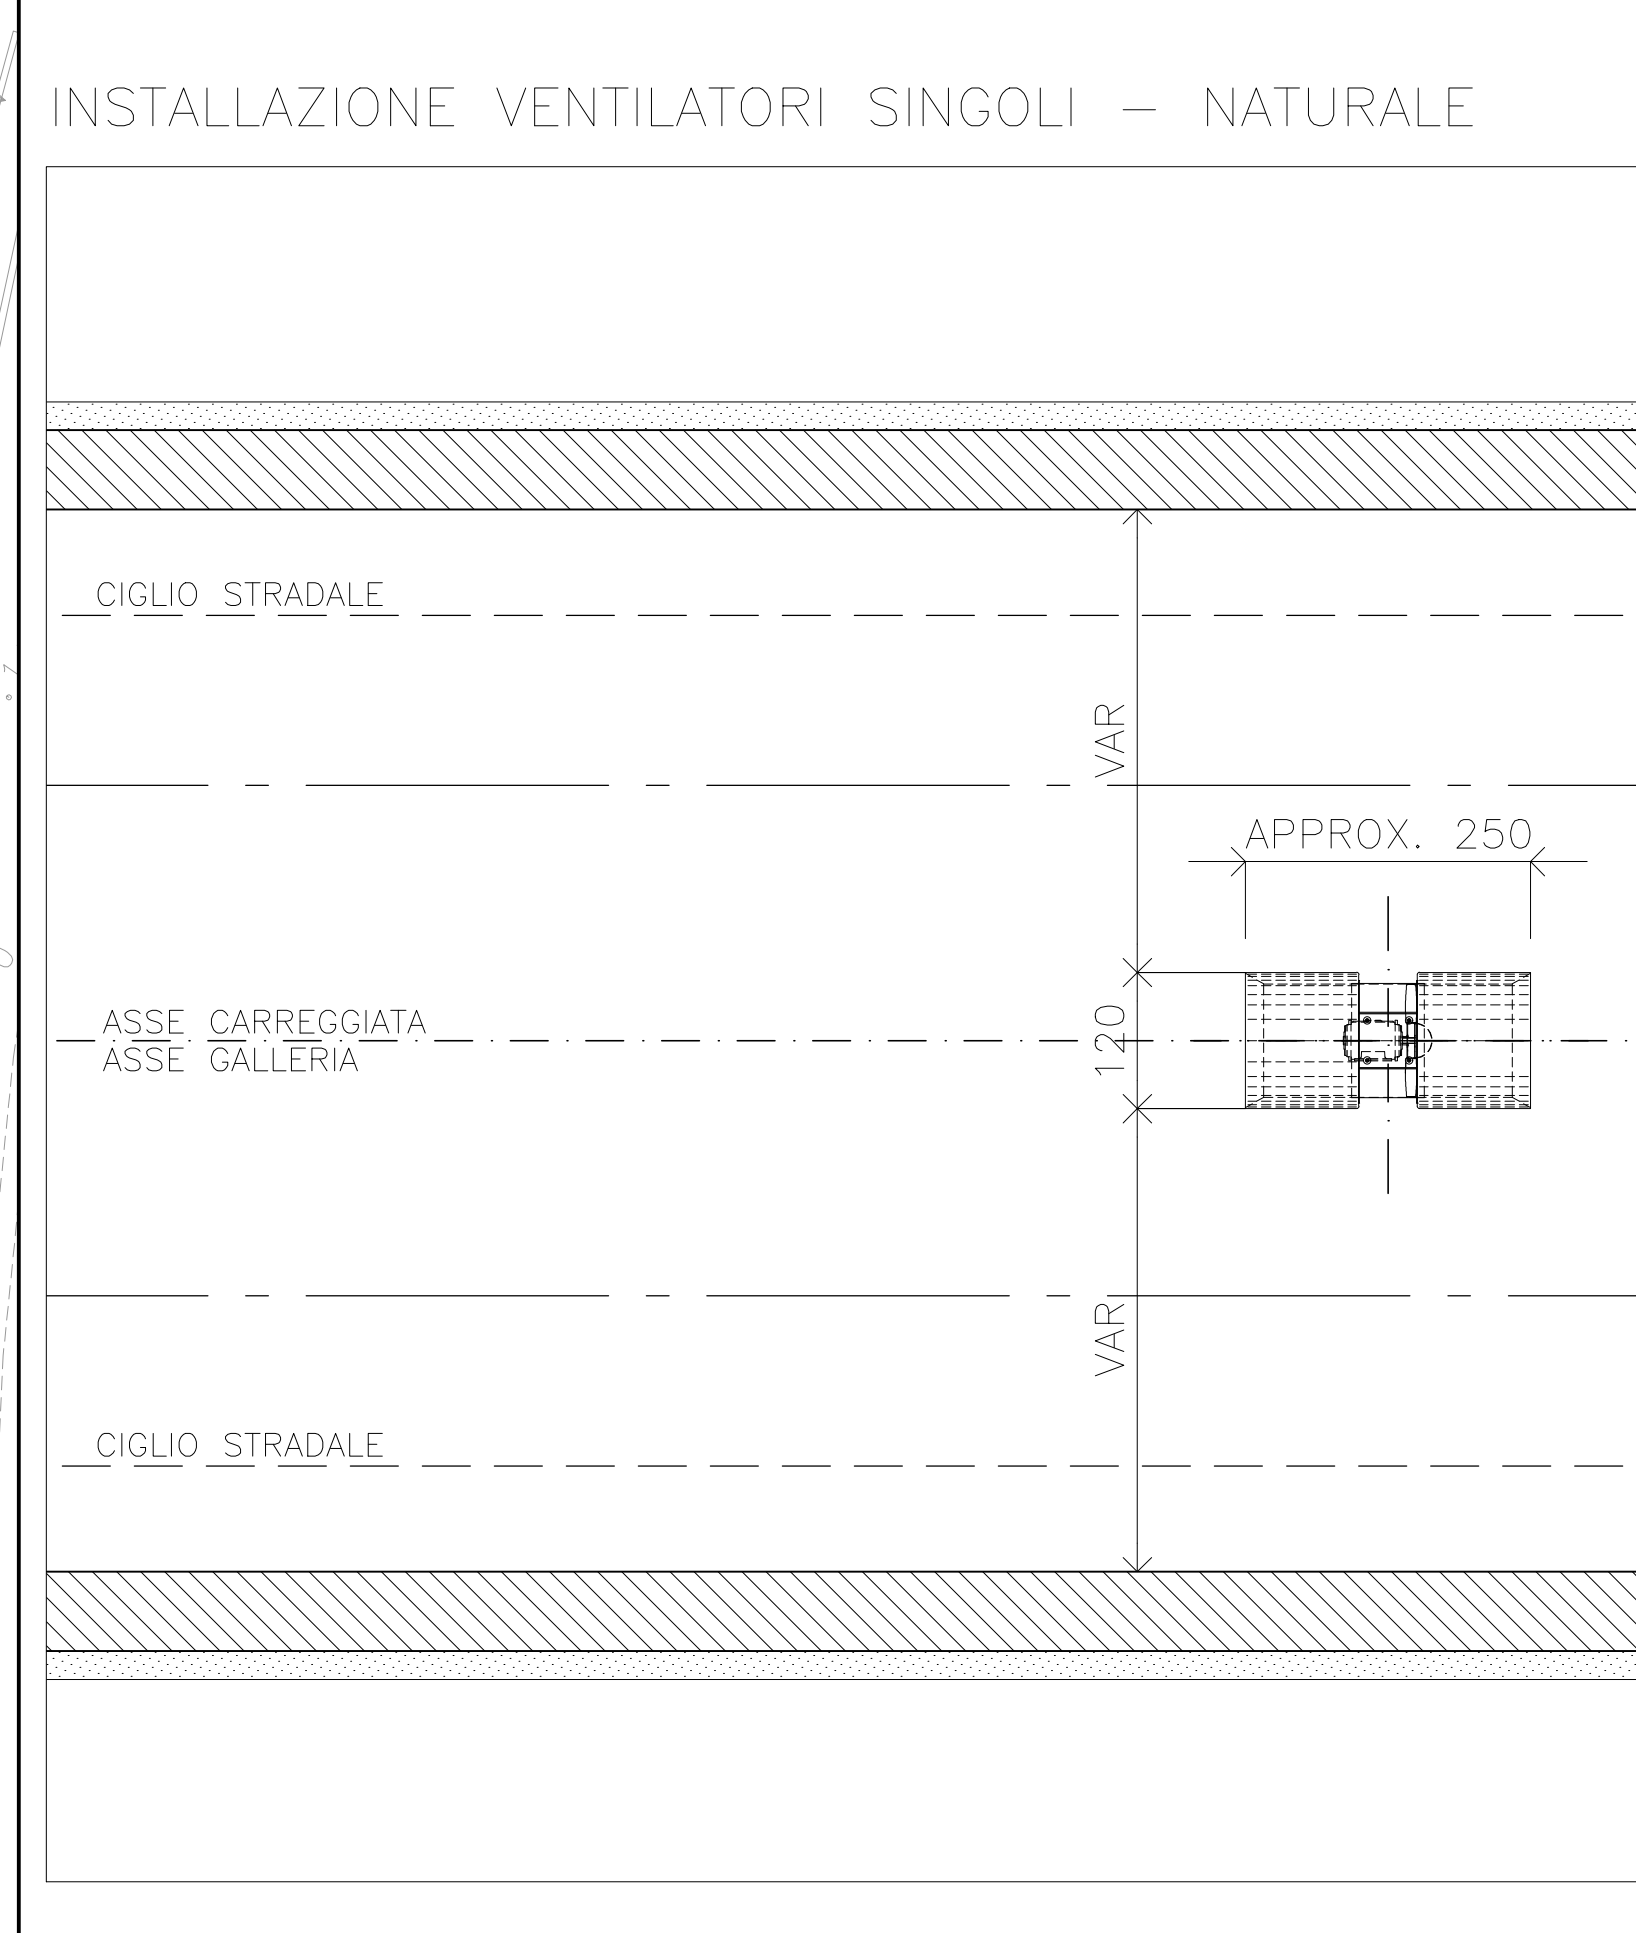 INSTALLAZIONE VENTILATORI SINGOLI – NATURALE
CIGLIO STRADALE
VAR
APPROX. 250
ASSE CARREGGIATA
ASSE GALLERIA
120
VAR
CIGLIO STRADALE